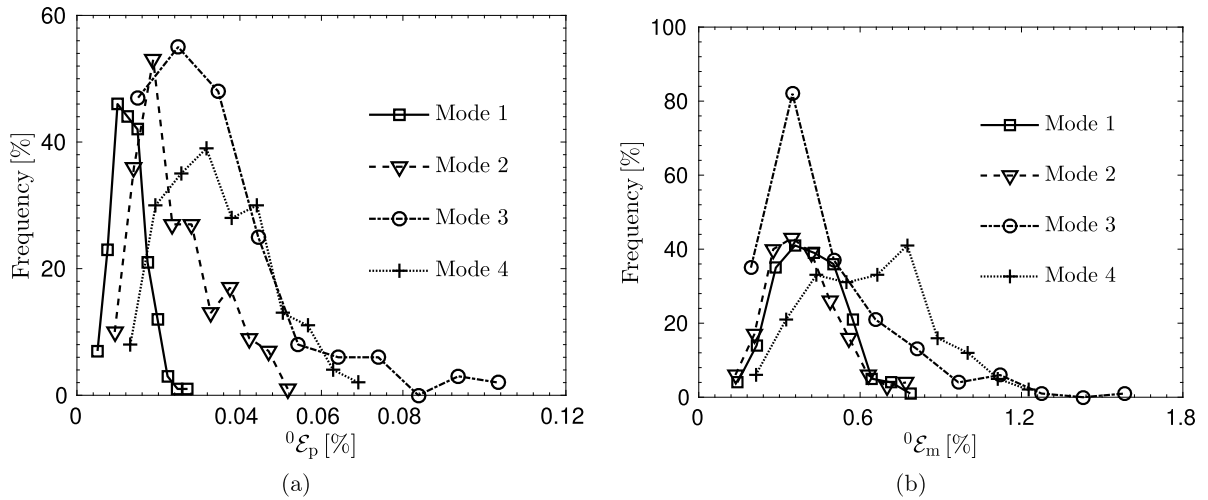 60
40
20
0
Frequency [%]
0
0.04
0.08
0.12
⁰ℰₚ [%]
Mode 1
Mode 2
Mode 3
Mode 4
(a)
100
80
60
40
20
0
Frequency [%]
0
0.6
1.2
1.8
⁰ℰₘ [%]
Mode 1
Mode 2
Mode 3
Mode 4
(b)